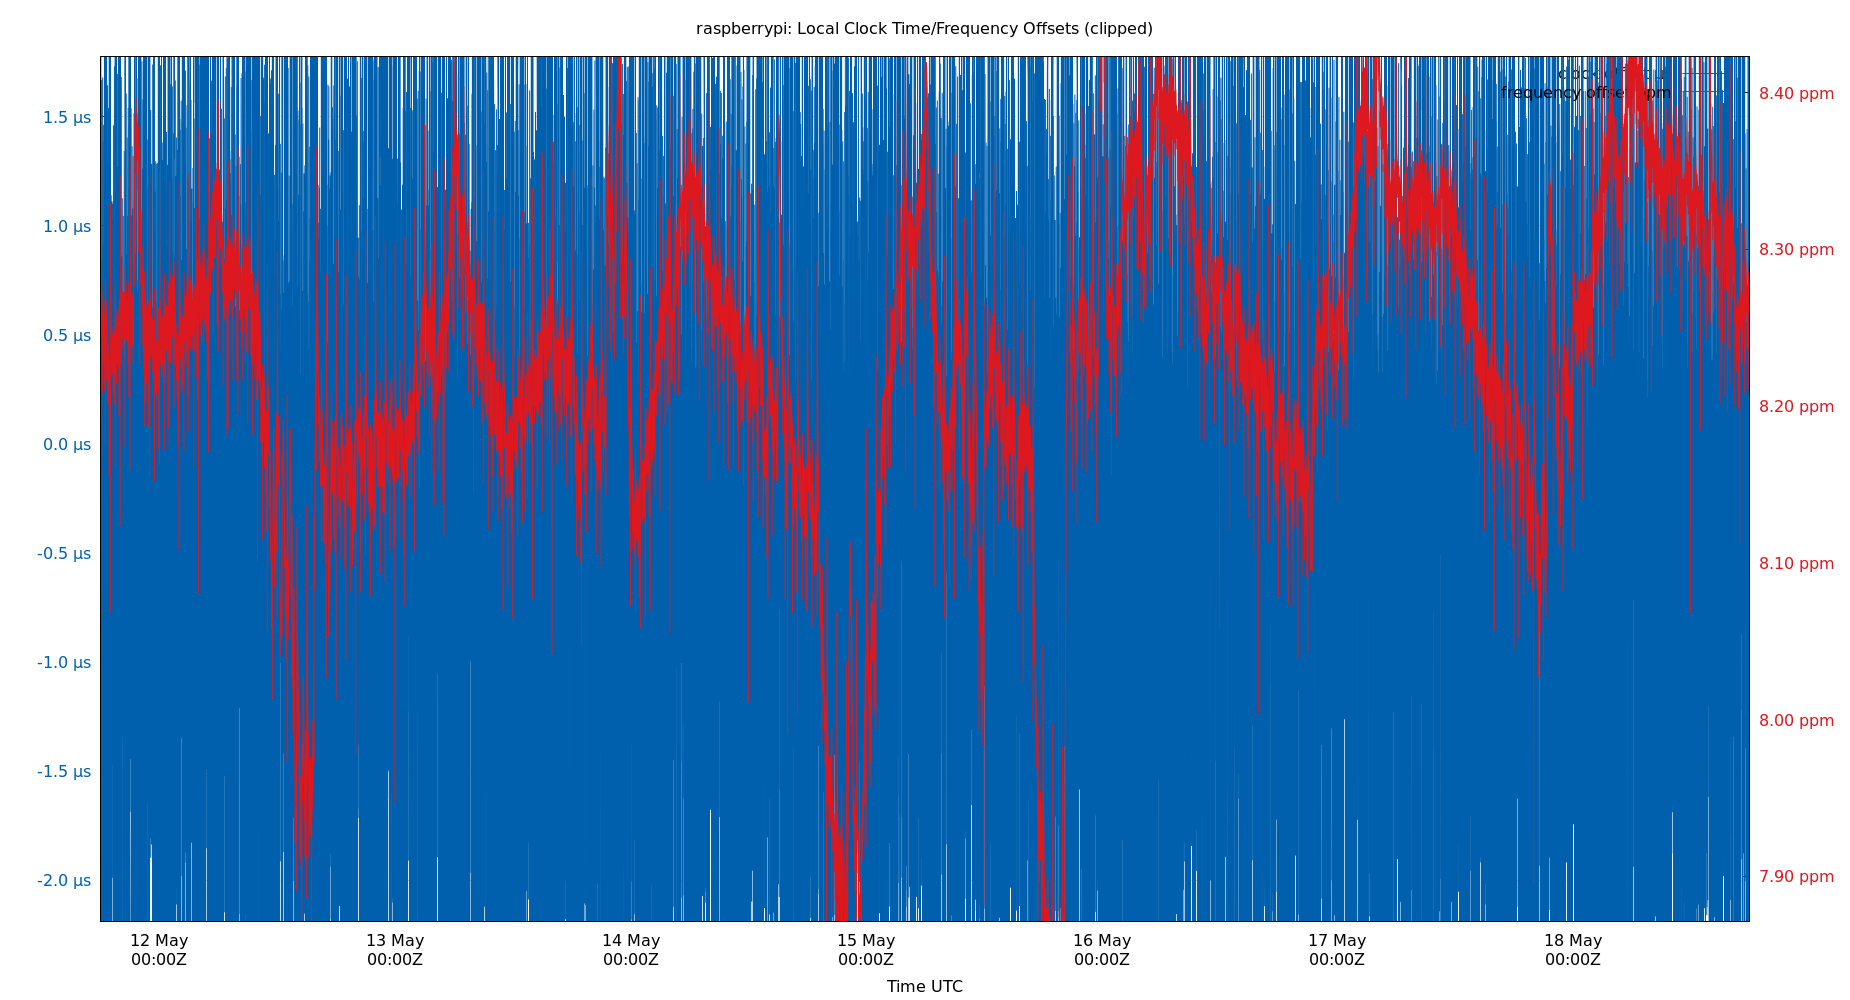 raspberrypi: Local Clock Time/Frequency Offsets (clipped)
frequency offset ppm
1.5 µs
1.0 µs
0.5 µs
0.0 µs
-0.5 µs
-1.0 µs
-1.5 µs
-2.0 µs
8.40 ppm
8.30 ppm
8.20 ppm
8.10 ppm
8.00 ppm
7.90 ppm
12 May 13 May 14 May 15 May 16 May 17 May 18 May
00:00Z 00:00Z 00:00Z 00:00Z 00:00Z 00:00Z 00:00Z
Time UTC